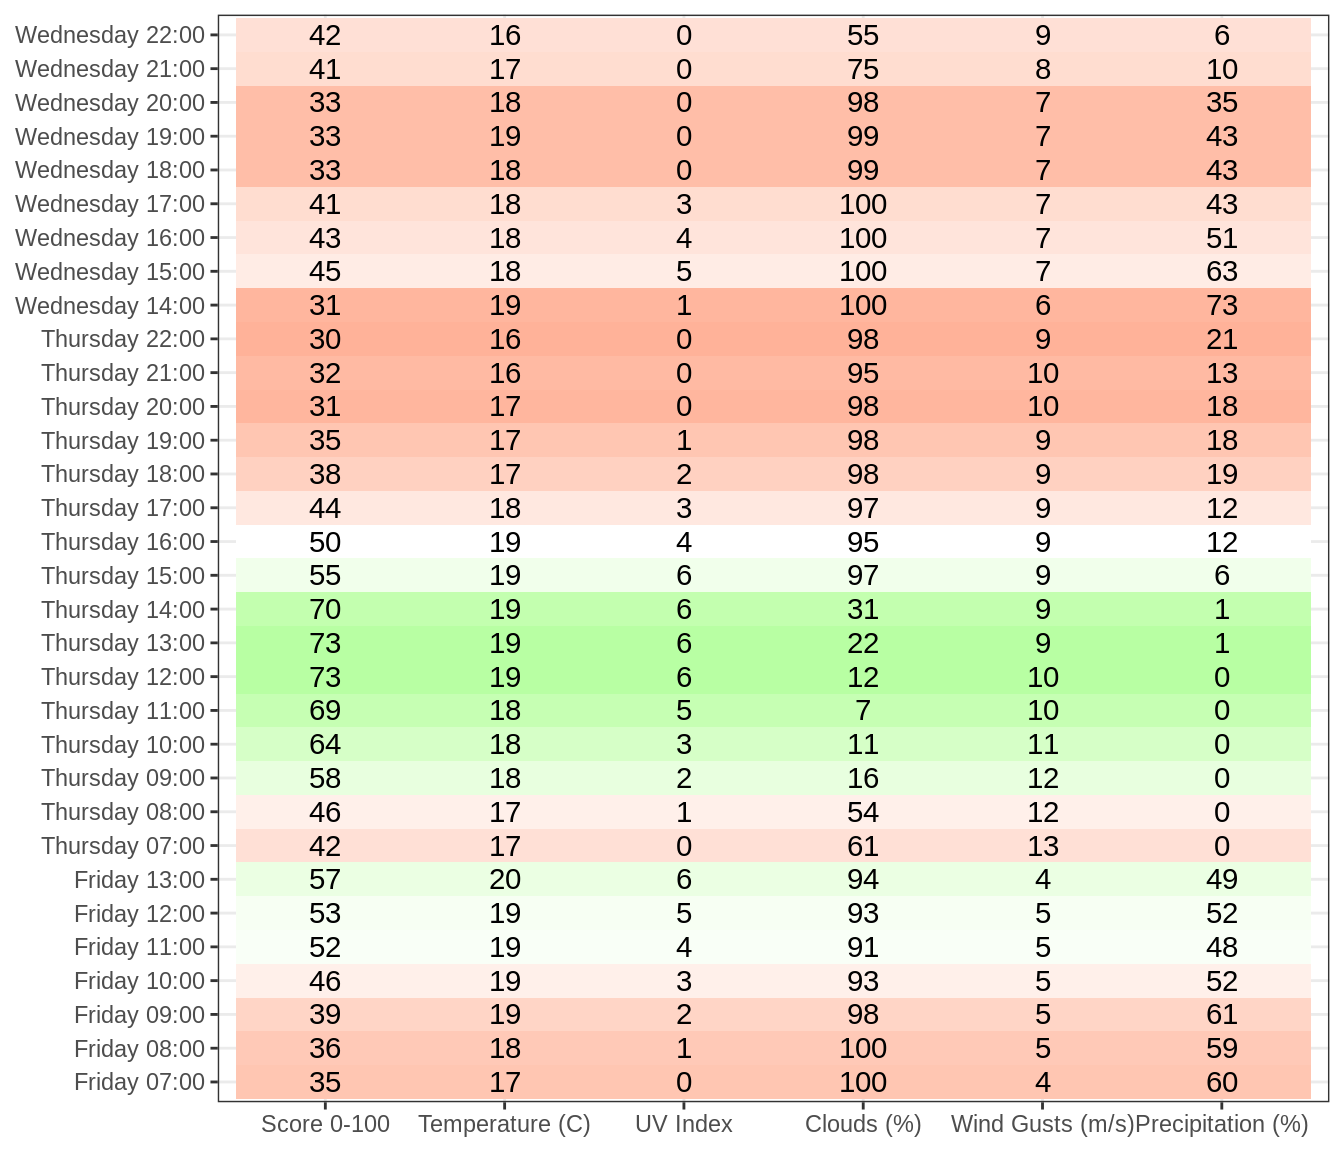 Wednesday 22:00 42 16 0 55 9 6
Wednesday 21:00 41 17 0 75 8 10
Wednesday 20:00 33 18 0 98 7 35
Wednesday 19:00 33 19 0 99 7 43
Wednesday 18:00 33 18 0 99 7 43
Wednesday 17:00 41 18 3 100 7 43
Wednesday 16:00 43 18 4 100 7 51
Wednesday 15:00 45 18 5 100 7 63
Wednesday 14:00 31 19 1 100 6 73
Thursday 22:00 30 16 0 98 9 21
Thursday 21:00 32 16 0 95 10 13
Thursday 20:00 31 17 0 98 10 18
Thursday 19:00 35 17 1 98 9 18
Thursday 18:00 38 17 2 98 9 19
Thursday 17:00 44 18 3 97 9 12
Thursday 16:00 50 19 4 95 9 12
Thursday 15:00 55 19 6 97 9 6
Thursday 14:00 70 19 6 31 9 1
Thursday 13:00 73 19 6 22 9 1
Thursday 12:00 73 19 6 12 10 0
Thursday 11:00 69 18 5 7 10 0
Thursday 10:00 64 18 3 11 11 0
Thursday 09:00 58 18 2 16 12 0
Thursday 08:00 46 17 1 54 12 0
Thursday 07:00 42 17 0 61 13 0
Friday 13:00 57 20 6 94 4 49
Friday 12:00 53 19 5 93 5 52
Friday 11:00 52 19 4 91 5 48
Friday 10:00 46 19 3 93 5 52
Friday 09:00 39 19 2 98 5 61
Friday 08:00 36 18 1 100 5 59
Friday 07:00 35 17 0 100 4 60
Score 0-100 Temperature (C) UV Index Clouds (%) Wind Gusts (m/s) Precipitation (%)